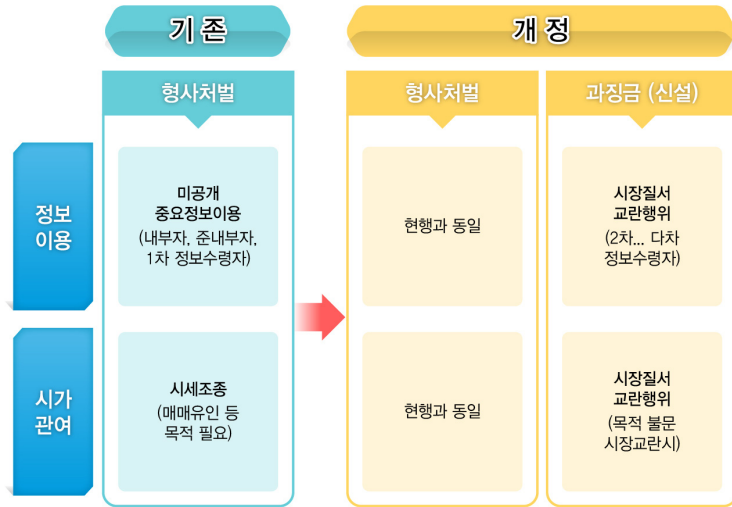 기 존
개 정
형사처벌
형사처벌
과징금 (신설)
정보
이용
미공개
중요정보이용
(내부자, 준내부자,
1차 정보수령자)
현행과 동일
시장질서
교란행위
(2차... 다차
정보수령자)
시가
관여
시세조종
(매매유인 등
목적 필요)
현행과 동일
시장질서
교란행위
(목적 불문
시장교란시)